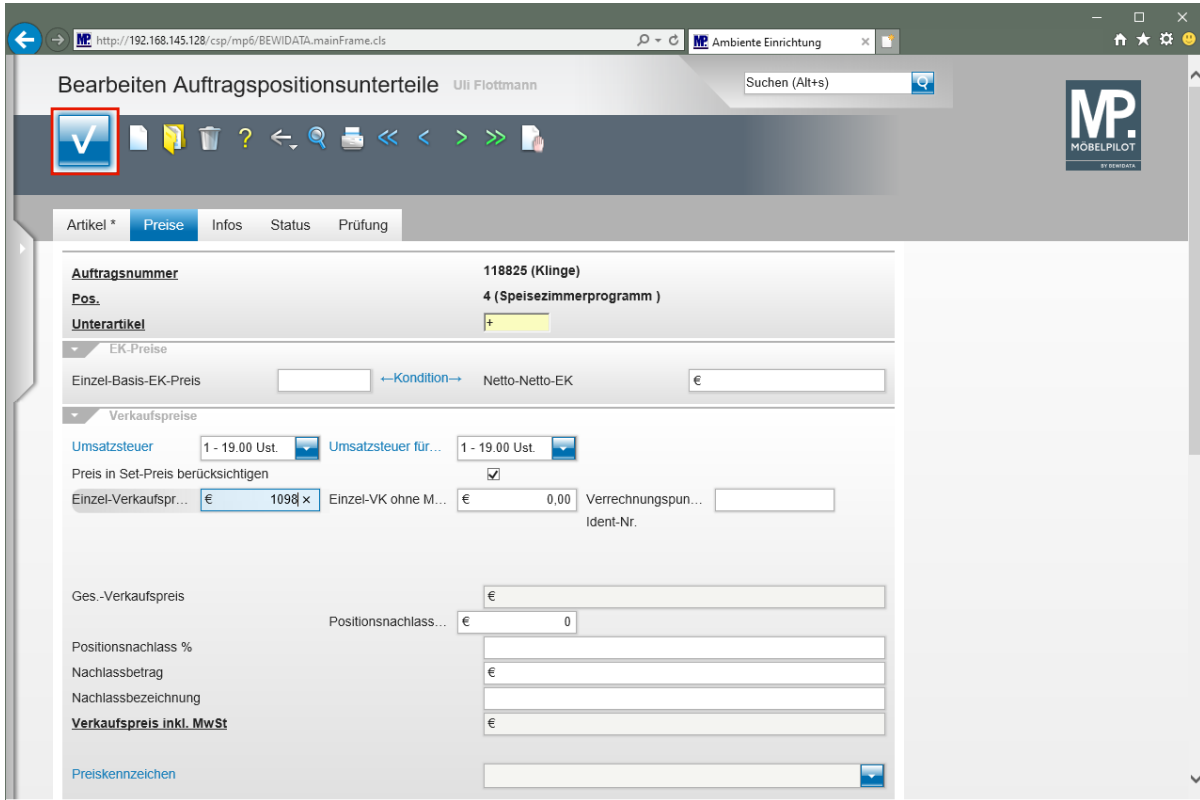 MP. http://192.168.145.128/csp/mp6/BEWIDATA.mainFrame.cls MP. Ambiente Einrichtung
Bearbeiten Auftragspositionsunterteile Uli Flottmann Suchen (Alt+s)
MP.
MÖBELPILOT
BY BEWIDATA
Artikel * Preise Infos Status Prüfung
Auftragsnummer 118825 (Klinge)
Pos. 4 (Speisezimmerprogramm )
Unterartikel +
EK-Preise
Einzel-Basis-EK-Preis ←Kondition→ Netto-Netto-EK €
Verkaufspreise
Umsatzsteuer 1 - 19.00 Ust. Umsatzsteuer für... 1 - 19.00 Ust.
Preis in Set-Preis berücksichtigen
Einzel-Verkaufspr... € 1098 × Einzel-VK ohne M... € 0,00 Verrechnungspun...
Ident-Nr.
Ges.-Verkaufspreis €
Positionsnachlass... € 0
Positionsnachlass %
Nachlassbetrag €
Nachlassbezeichnung
Verkaufspreis inkl. MwSt €
Preiskennzeichen